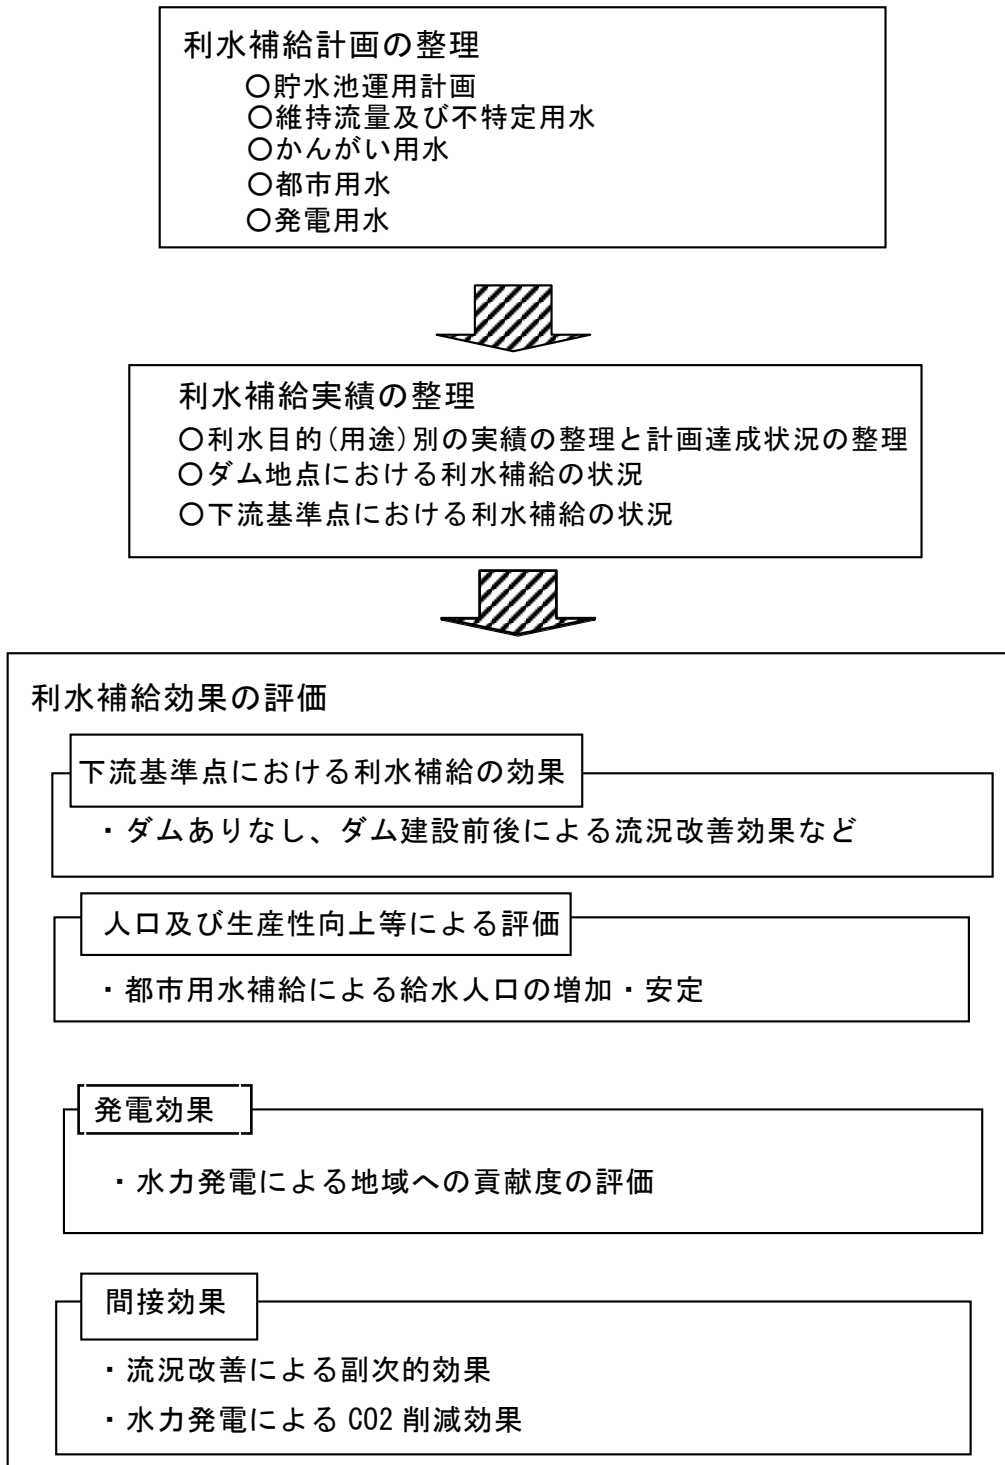 利水補給計画の整理
○貯水池運用計画
○維持流量及び不特定用水
○かんがい用水
○都市用水
○発電用水
利水補給実績の整理
○利水目的(用途)別の実績の整理と計画達成状況の整理
○ダム地点における利水補給の状況
○下流基準点における利水補給の状況
利水補給効果の評価
下流基準点における利水補給の効果
・ダムありなし、ダム建設前後による流況改善効果など
人口及び生産性向上等による評価
・都市用水補給による給水人口の増加・安定
発電効果
・水力発電による地域への貢献度の評価
間接効果
・流況改善による副次的効果
・水力発電による CO2 削減効果